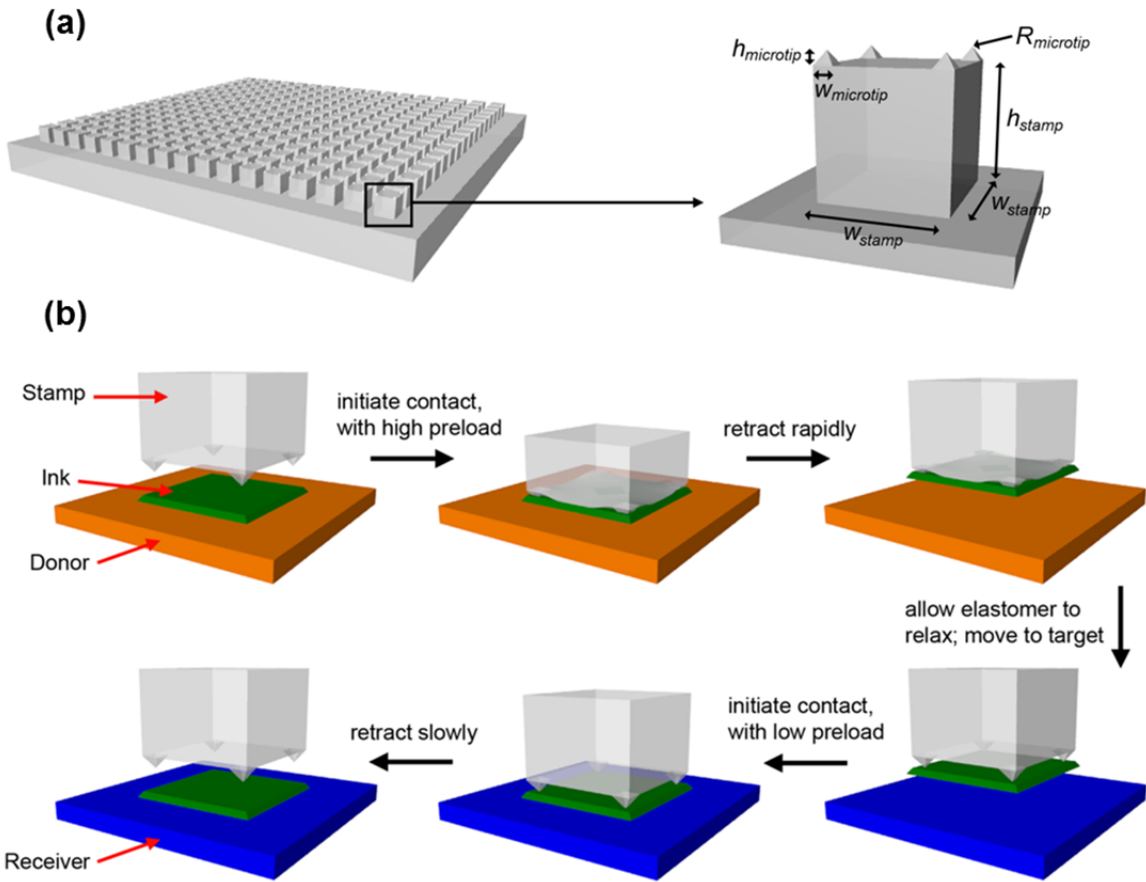 (a)
h_microtip
R_microtip
w_microtip
h_stamp
w_stamp
w_stamp
(b)
Stamp
Ink
Donor
initiate contact,
with high preload
retract rapidly
allow elastomer to
relax; move to target
initiate contact,
with low preload
retract slowly
Receiver